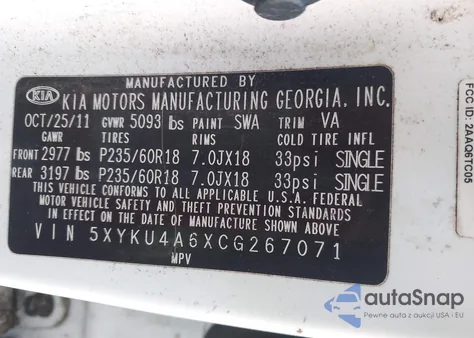 MANUFACTURED BY
KIA KIA MOTORS MANUFACTURING GEORGIA, INC.
OCT/25/11 GVWR 5093 lbs PAINT SWA TRIM VA
GAWR TIRES RIMS COLD TIRE INFL
FRONT 2977 lbs P235/60R18 7.0JX18 33psi SINGLE
REAR 3197 lbs P235/60R18 7.0JX18 33psi SINGLE
THIS VEHICLE CONFORMS TO ALL APPLICABLE U.S.A. FEDERAL
MOTOR VEHICLE SAFETY AND THEFT PREVENTION STANDARDS
IN EFFECT ON THE DATE OF MANUFACTURE SHOWN ABOVE
VIN 5XYKU4A6XCG267071
MPV
FCC ID: 2AAQ8TC05
autoSnap
Pewne auta z aukcji USA i EU